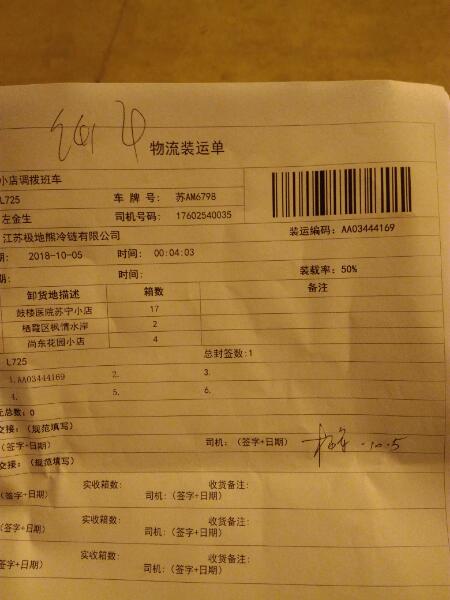 物流装运单
小店调拨班车
L725 车 牌 号: 苏AM6798
左金生 司机号码: 17602540035
江苏极地熊冷链有限公司 装运编码: AA03444169
期: 2018-10-05 时间: 00:04:03
期: 时间: 装载率: 50%
卸货地描述 箱数 备注
鼓楼医院苏宁小店 17
栖霞区枫情水岸 2
尚东花园小店 4
L725 总封签数:1
1.AA03444169 2. 3.
4. 5. 6.
元总数: 0
交接: (规范填写)
(签字+日期) 司机: (签字+日期) 10.5
交接: (规范填写)
实收箱数: 收货备注:
(签字+日期) 司机: (签字+日期)
实收箱数: 收货备注:
(签字+日期) 司机: (签字+日期)
实收箱数: 收货备注:
(签字+日期) 司机: (签字+日期)